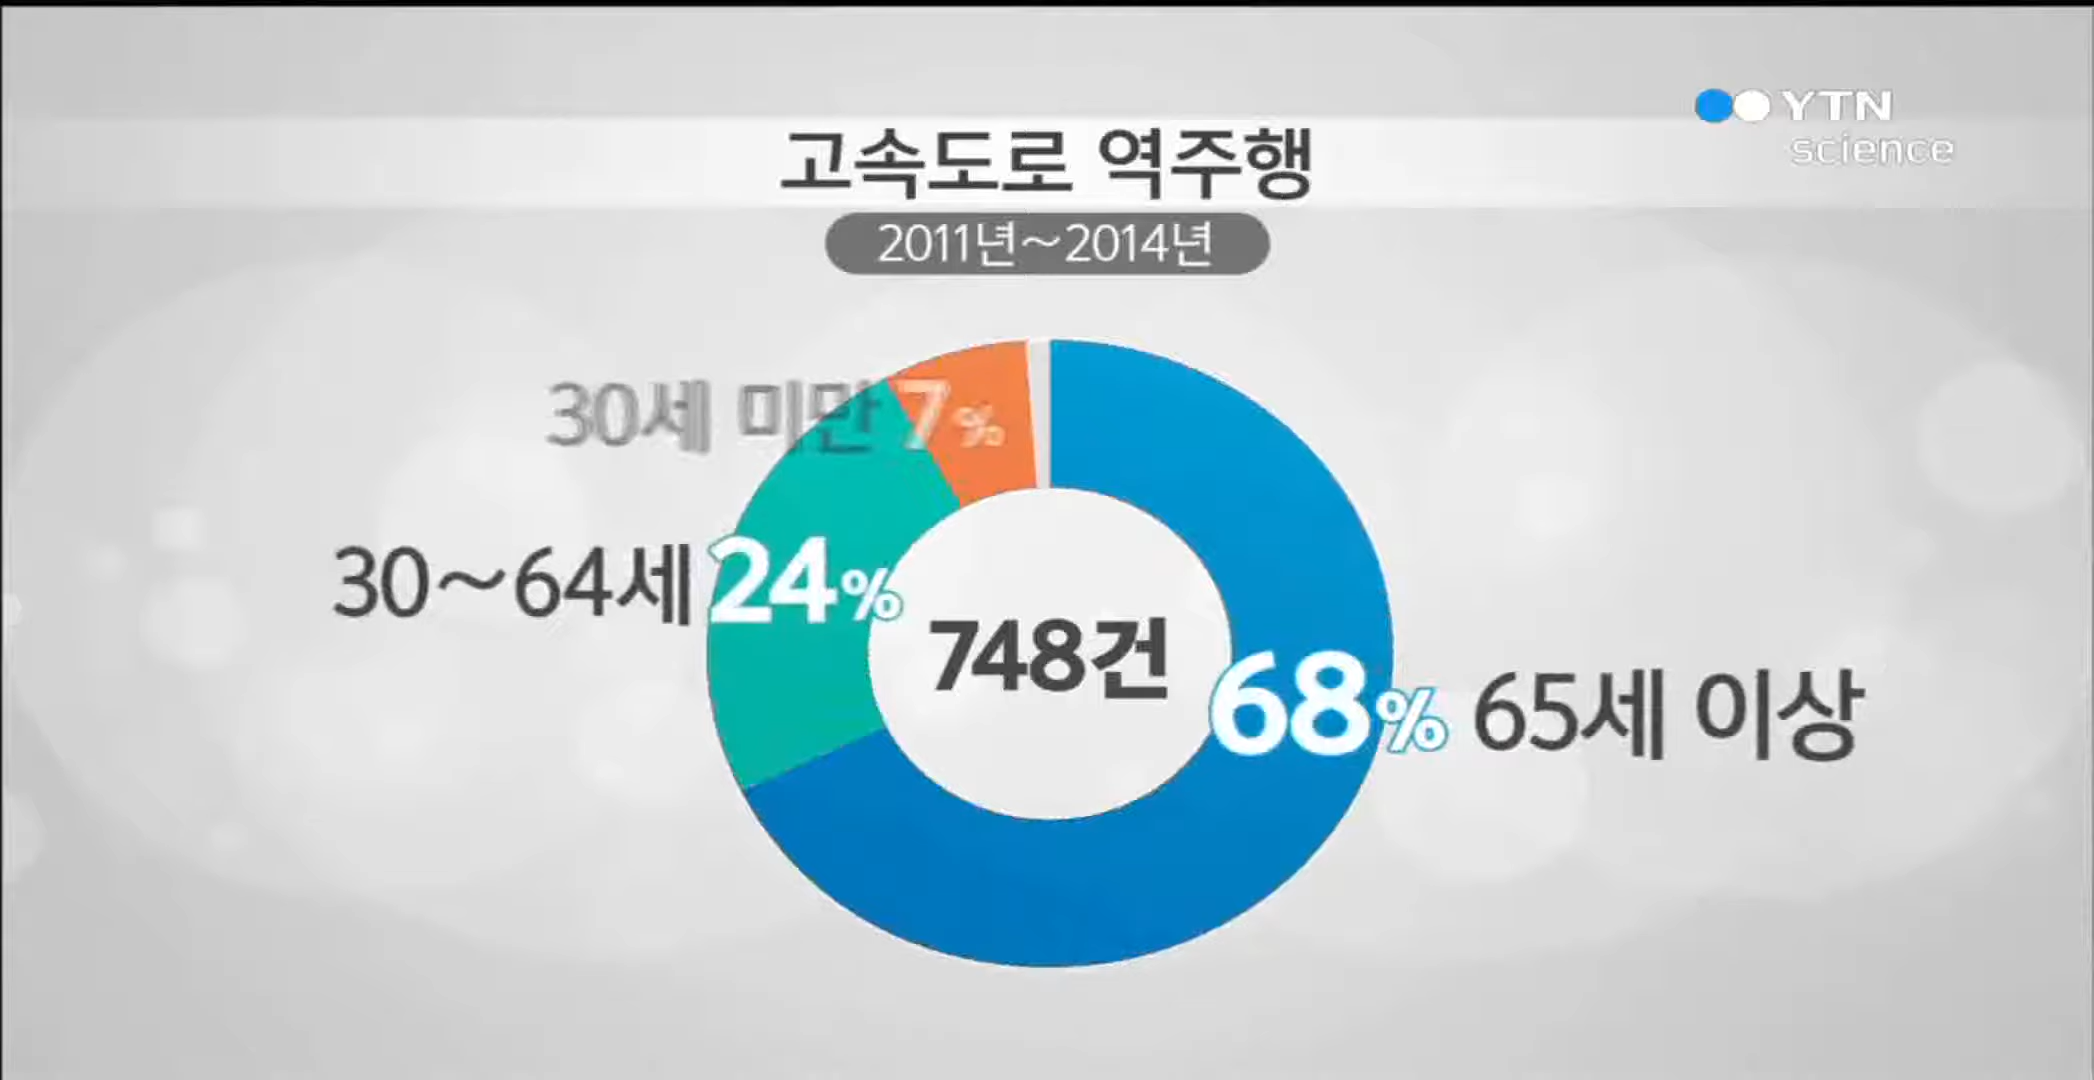 YTN
science
고속도로 역주행
2011년~2014년
30세 미만 7%
30~64세 24%
748건
68% 65세 이상